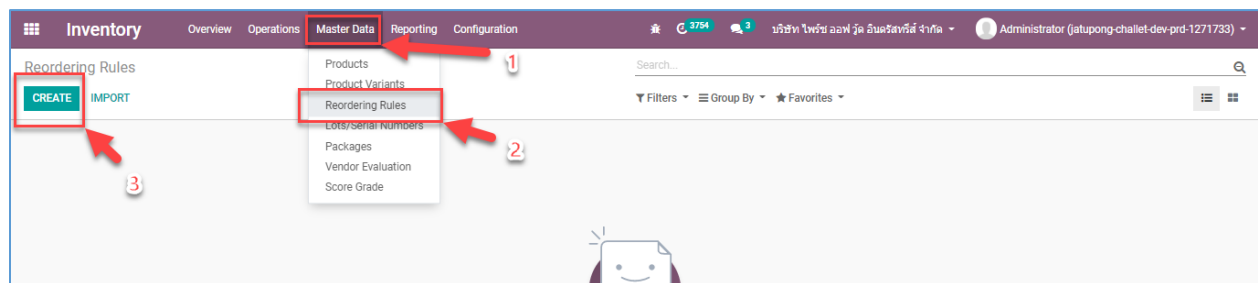 Inventory Overview Operations Master Data Reporting Configuration 3754 3 บริษัท ไพร์ซ ออฟ วู้ด อินดรัสทรีส์ จำกัด Administrator (jatupong-challet-dev-prd-1271733)
Reordering Rules
Search...
CREATE IMPORT
Filters Group By Favorites
Products
Product Variants
Reordering Rules
Lots/Serial Numbers
Packages
Vendor Evaluation
Score Grade
1
2
3